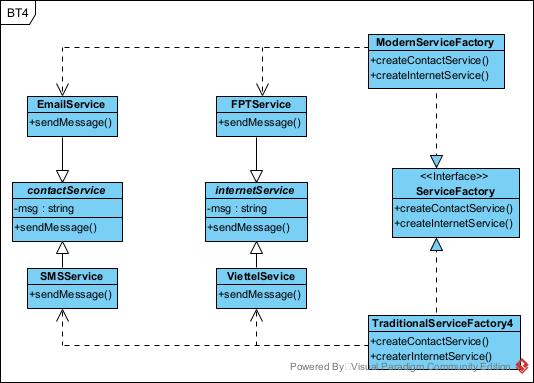 BT4
ModernServiceFactory
+createContactService()
+createInternetService()
EmailService
+sendMessage()
FPTService
+sendMessage()
<<Interface>>
ServiceFactory
+createContactService()
+createInternetService()
contactService
-msg : string
+sendMessage()
internetService
-msg : string
+sendMessage()
SMSService
+sendMessage()
ViettelSevice
+sendMessage()
TraditionalServiceFactory4
+createContactService()
+createrInternetService()
Powered By Visual Paradigm Community Edition